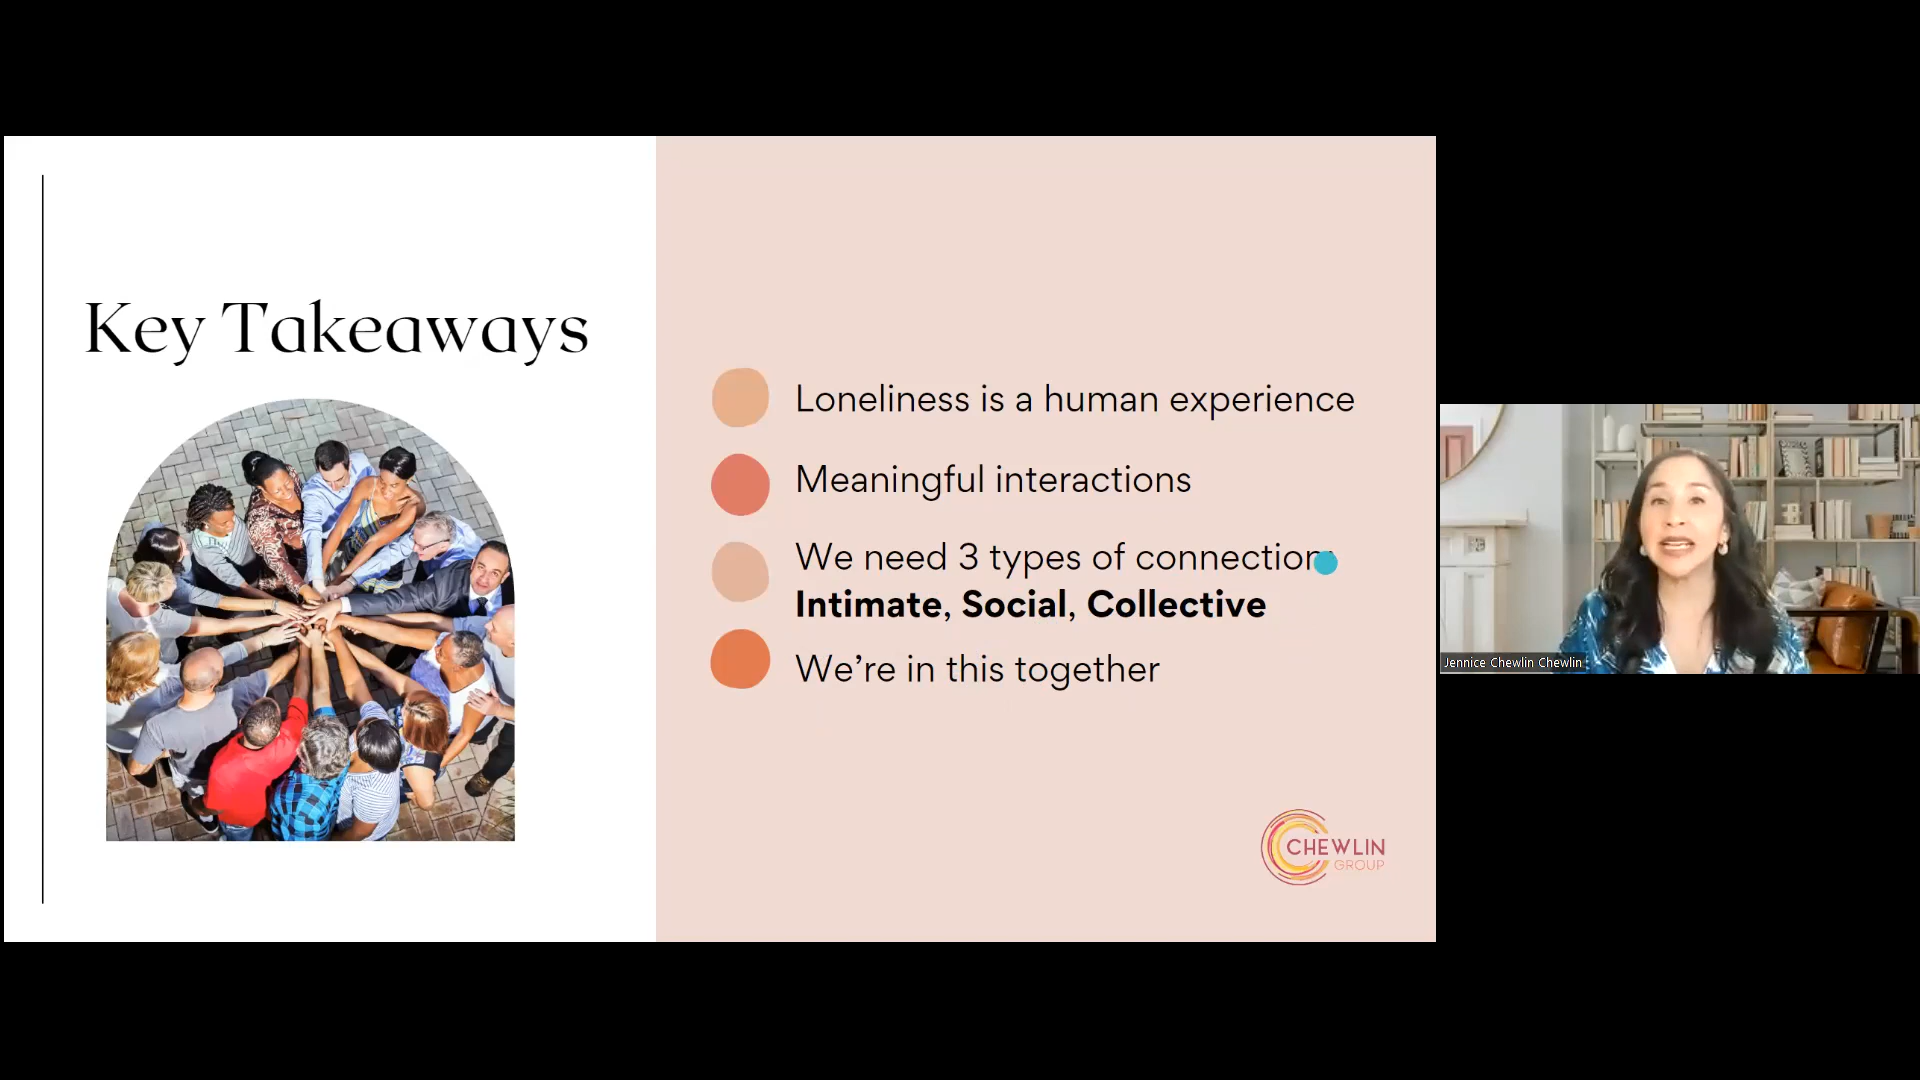 Key Takeaways
Loneliness is a human experience
Meaningful interactions
We need 3 types of connection
Intimate, Social, Collective
We're in this together
CHEWLIN
GROUP
Jennice Chewlin Chewlin